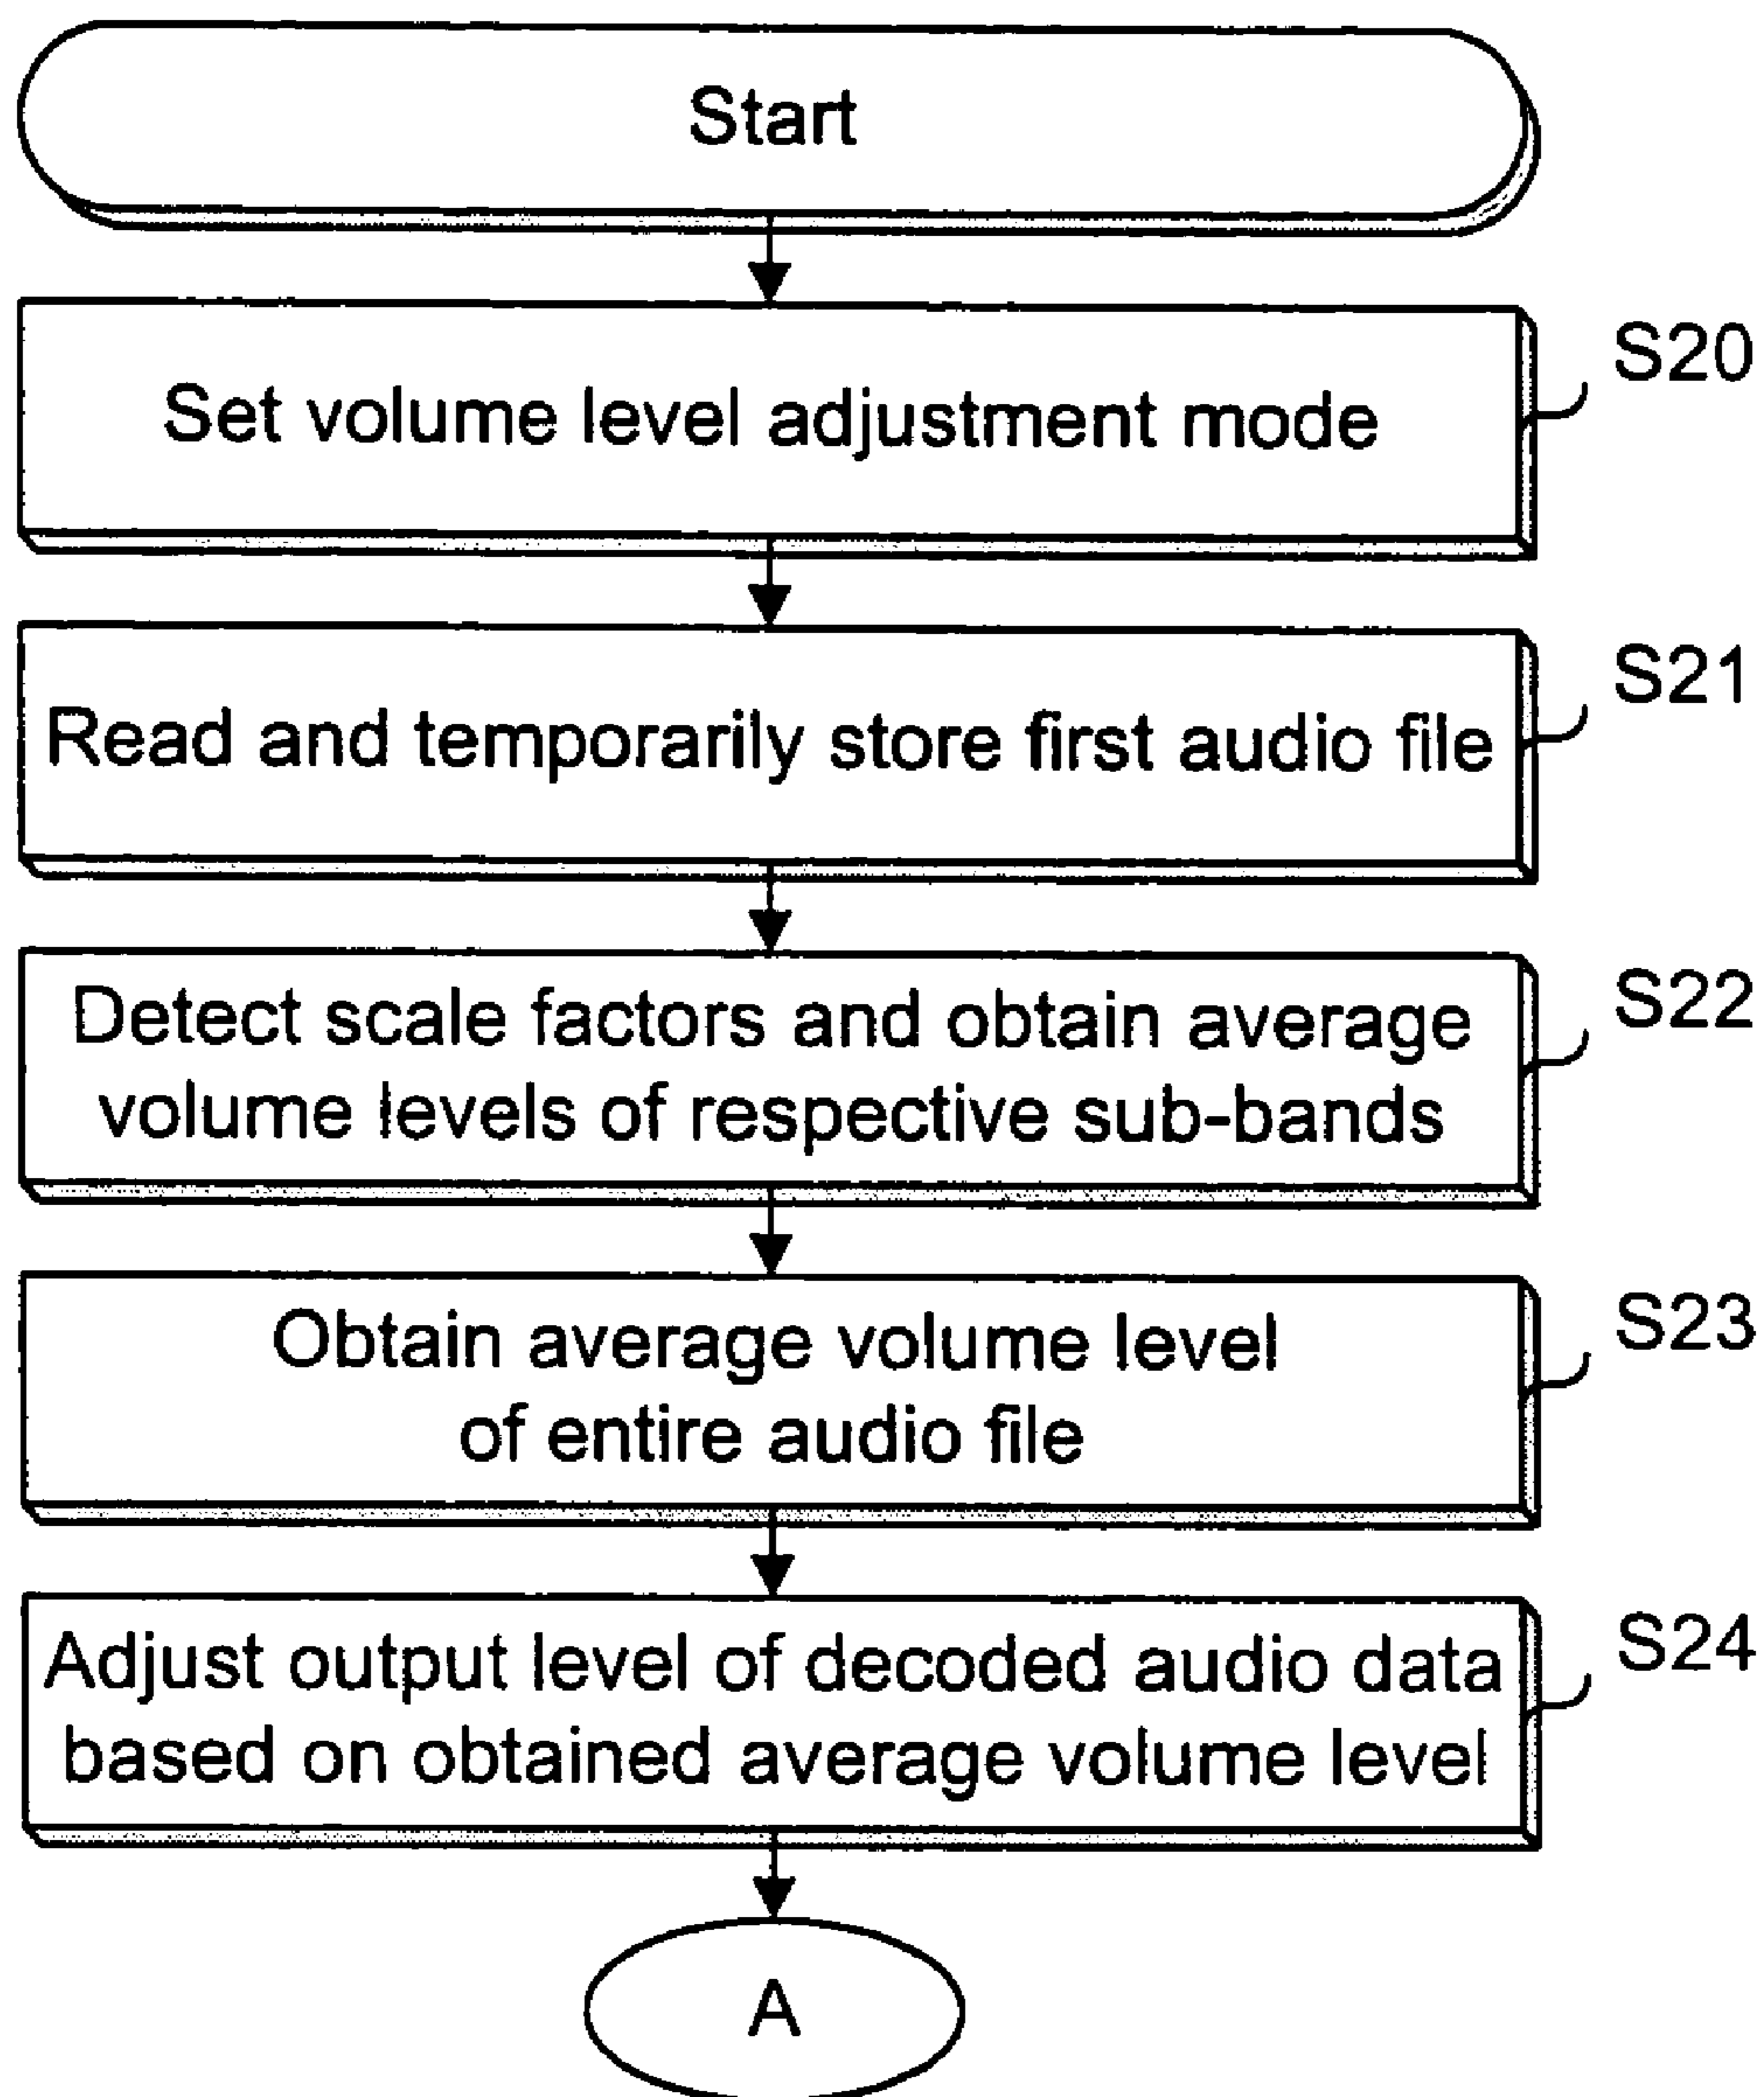 Start
S20
Set volume level adjustment mode
S21
Read and temporarily store first audio file
S22
Detect scale factors and obtain average
volume levels of respective sub-bands
S23
Obtain average volume level
of entire audio file
S24
Adjust output level of decoded audio data
based on obtained average volume level
A